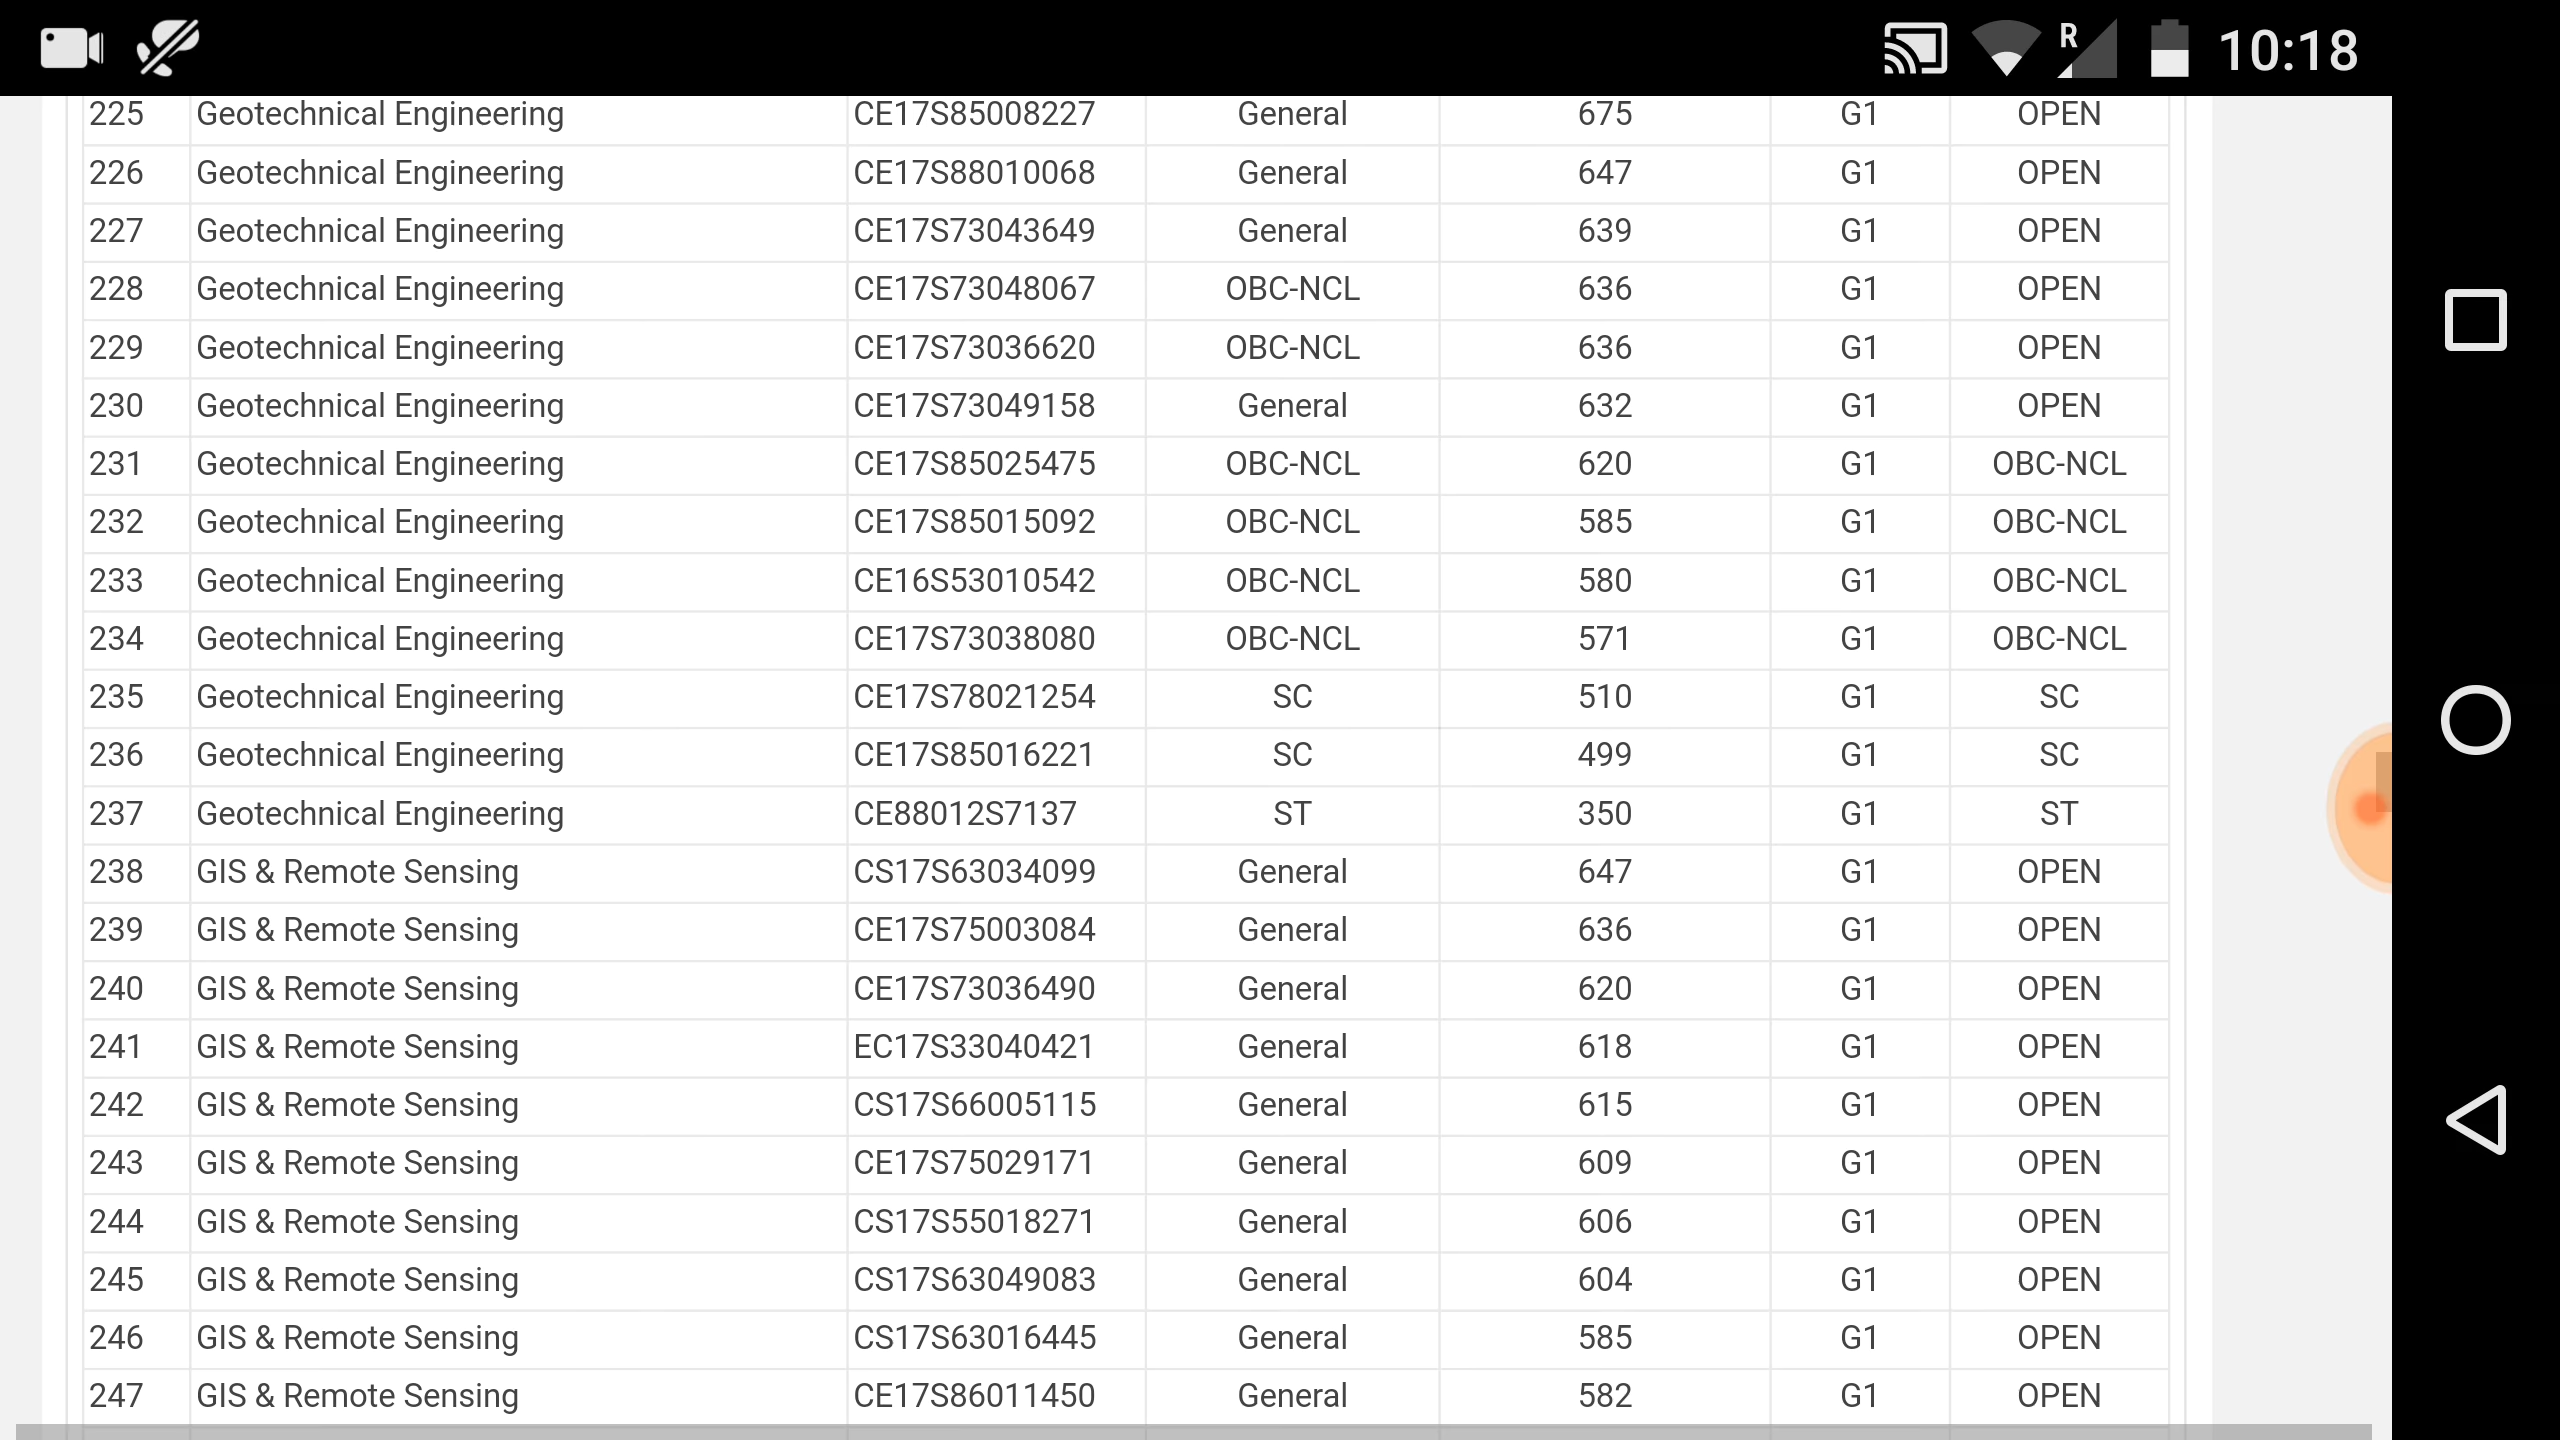 R 10:18
225 Geotechnical Engineering CE17S85008227 General 675 G1 OPEN
226 Geotechnical Engineering CE17S88010068 General 647 G1 OPEN
227 Geotechnical Engineering CE17S73043649 General 639 G1 OPEN
228 Geotechnical Engineering CE17S73048067 OBC-NCL 636 G1 OPEN
229 Geotechnical Engineering CE17S73036620 OBC-NCL 636 G1 OPEN
230 Geotechnical Engineering CE17S73049158 General 632 G1 OPEN
231 Geotechnical Engineering CE17S85025475 OBC-NCL 620 G1 OBC-NCL
232 Geotechnical Engineering CE17S85015092 OBC-NCL 585 G1 OBC-NCL
233 Geotechnical Engineering CE16S53010542 OBC-NCL 580 G1 OBC-NCL
234 Geotechnical Engineering CE17S73038080 OBC-NCL 571 G1 OBC-NCL
235 Geotechnical Engineering CE17S78021254 SC 510 G1 SC
236 Geotechnical Engineering CE17S85016221 SC 499 G1 SC
237 Geotechnical Engineering CE88012S7137 ST 350 G1 ST
238 GIS & Remote Sensing CS17S63034099 General 647 G1 OPEN
239 GIS & Remote Sensing CE17S75003084 General 636 G1 OPEN
240 GIS & Remote Sensing CE17S73036490 General 620 G1 OPEN
241 GIS & Remote Sensing EC17S33040421 General 618 G1 OPEN
242 GIS & Remote Sensing CS17S66005115 General 615 G1 OPEN
243 GIS & Remote Sensing CE17S75029171 General 609 G1 OPEN
244 GIS & Remote Sensing CS17S55018271 General 606 G1 OPEN
245 GIS & Remote Sensing CS17S63049083 General 604 G1 OPEN
246 GIS & Remote Sensing CS17S63016445 General 585 G1 OPEN
247 GIS & Remote Sensing CE17S86011450 General 582 G1 OPEN